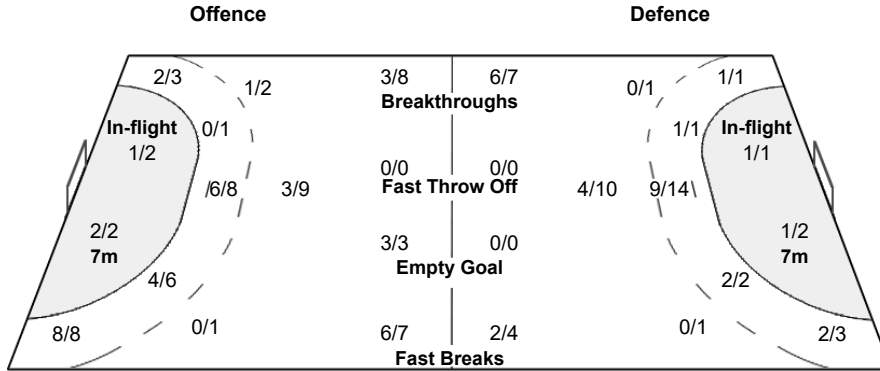 Offence Defence
2/3 1/2 3/8 6/7 0/1 1/1
Breakthroughs
In-flight 0/1 1/1 In-flight
1/2 1/1
0/0 0/0
6/8 3/9 Fast Throw Off 4/10 9/14
2/2 3/3 0/0 1/2
7m 7m
Empty Goal
4/6 2/2
8/8 0/1 6/7 2/4 0/1 2/3
Fast Breaks